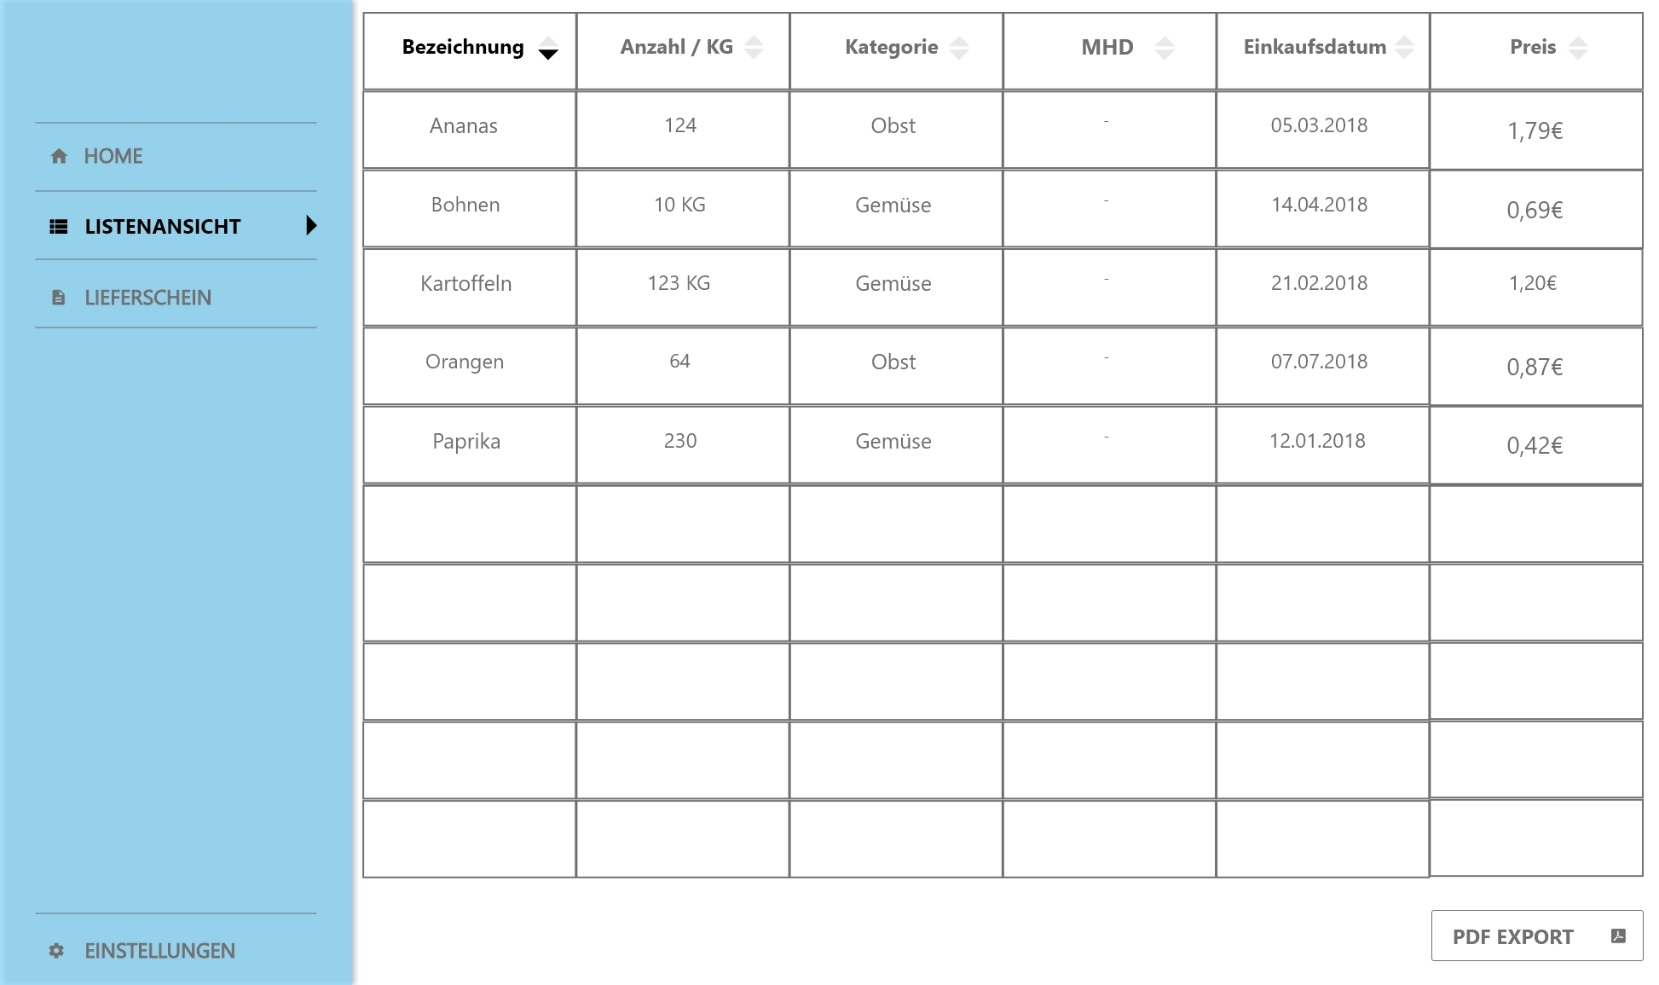 HOME
LISTENANSICHT
LIEFERSCHEIN
EINSTELLUNGEN
Bezeichnung Anzahl / KG Kategorie MHD Einkaufsdatum Preis
Ananas 124 Obst - 05.03.2018 1,79€
Bohnen 10 KG Gemüse - 14.04.2018 0,69€
Kartoffeln 123 KG Gemüse - 21.02.2018 1,20€
Orangen 64 Obst - 07.07.2018 0,87€
Paprika 230 Gemüse - 12.01.2018 0,42€
PDF EXPORT